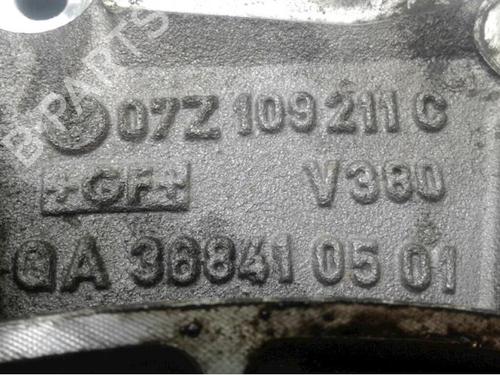 B-PARTS
07Z 109 211 C
+GF+ V380
QA 36841 05 01